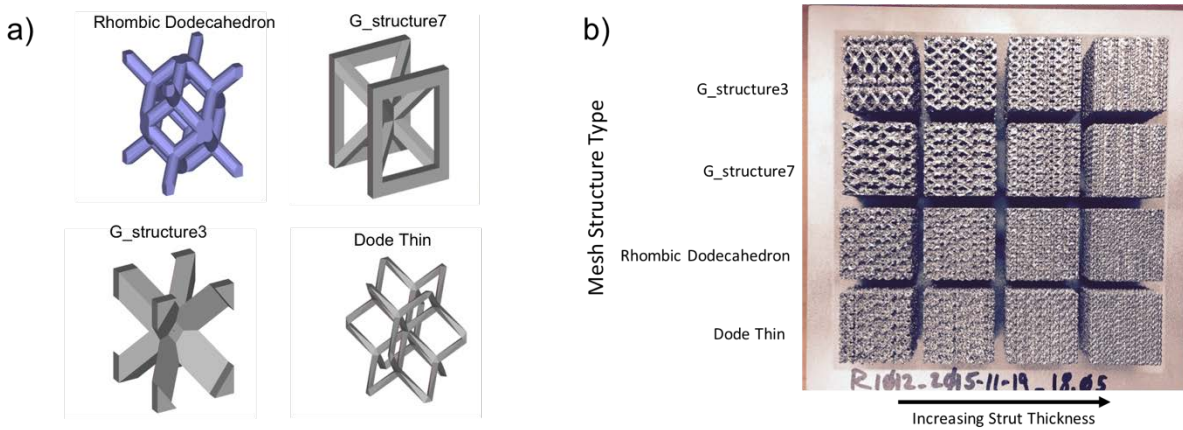 a)
Rhombic Dodecahedron
G_structure7
G_structure3
Dode Thin
b)
Mesh Structure Type
G_structure3
G_structure7
Rhombic Dodecahedron
Dode Thin
R1012_2015-11-19_18.05
Increasing Strut Thickness